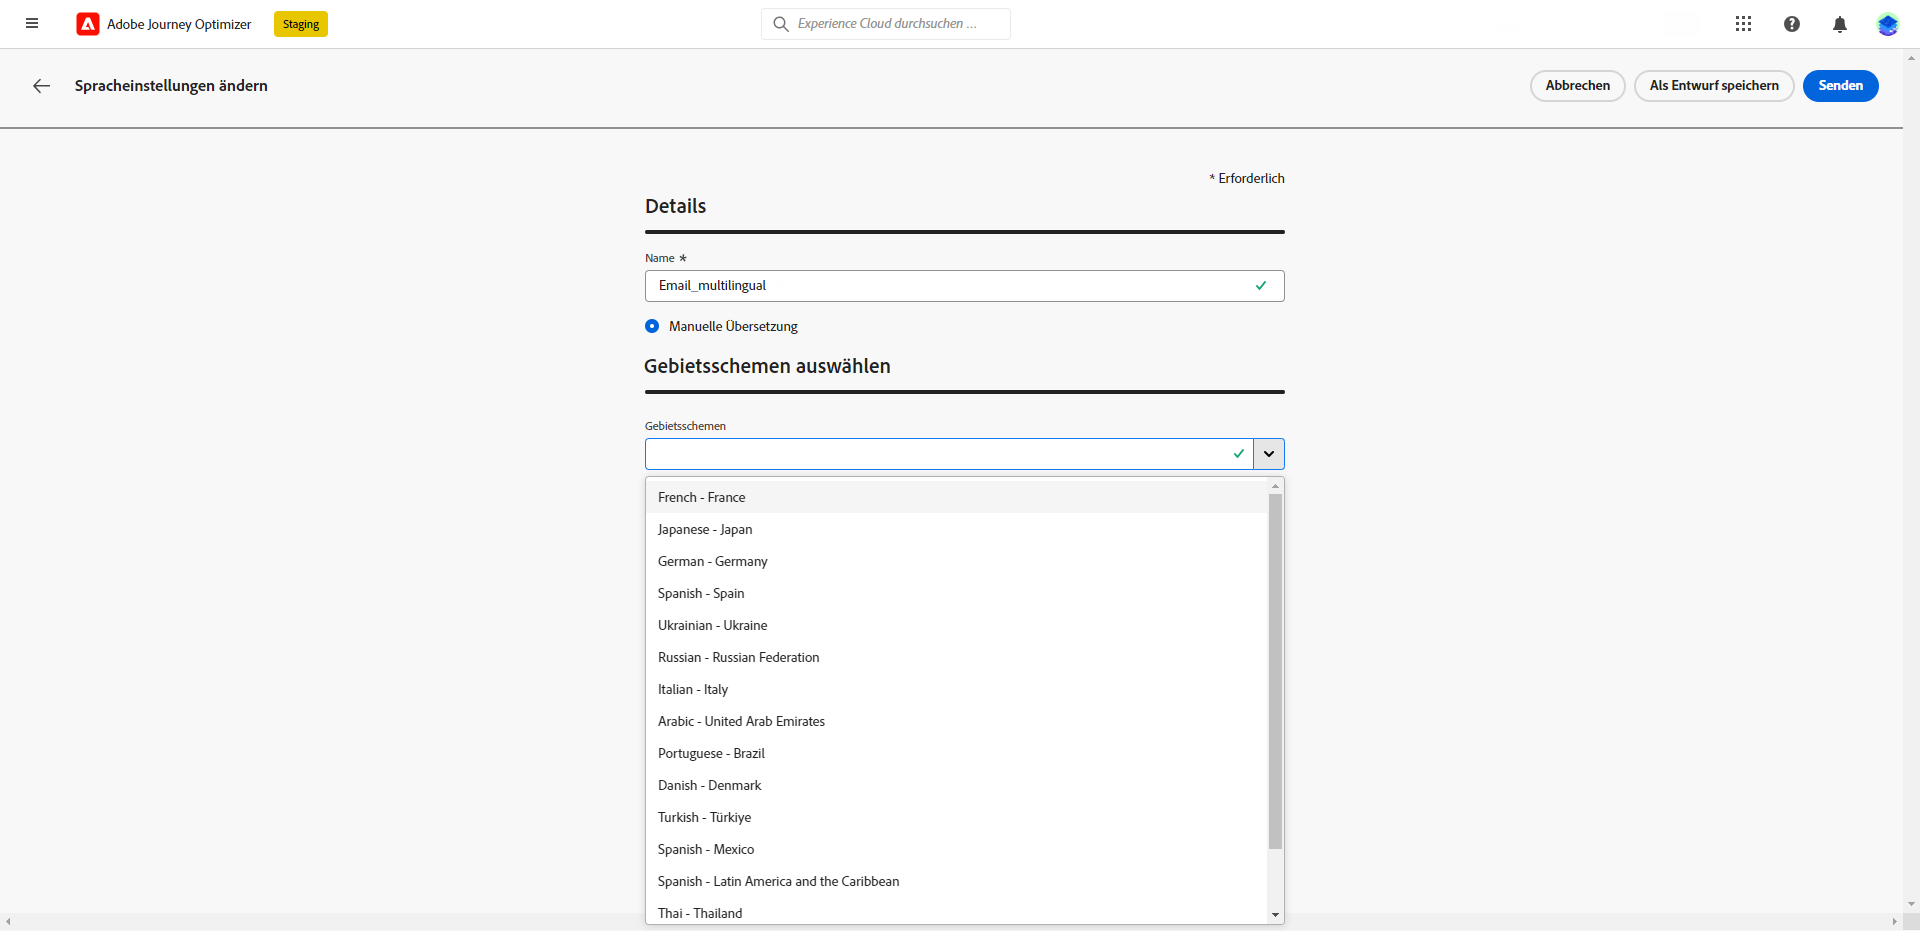 Adobe Journey Optimizer
Staging
Experience Cloud durchsuchen ...
Spracheinstellungen ändern
Abbrechen
Als Entwurf speichern
Senden
* Erforderlich
Details
Name *
Email_multilingual
Manuelle Übersetzung
Gebietsschemen auswählen
Gebietsschemen
French - France
Japanese - Japan
German - Germany
Spanish - Spain
Ukrainian - Ukraine
Russian - Russian Federation
Italian - Italy
Arabic - United Arab Emirates
Portuguese - Brazil
Danish - Denmark
Turkish - Türkiye
Spanish - Mexico
Spanish - Latin America and the Caribbean
Thai - Thailand